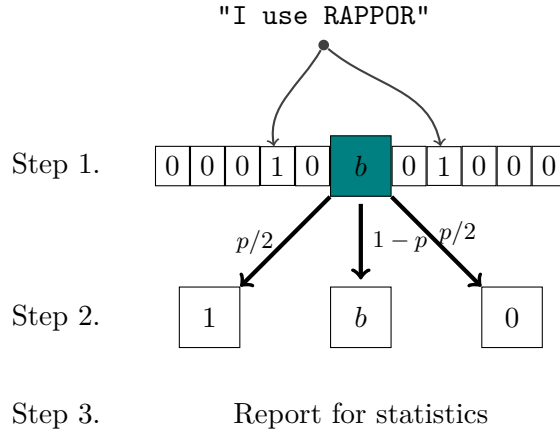 "I use RAPPOR"
Step 1. 0 0 0 1 0 b 0 1 0 0 0
p/2 1 − p p/2
Step 2. 1 b 0
Step 3. Report for statistics